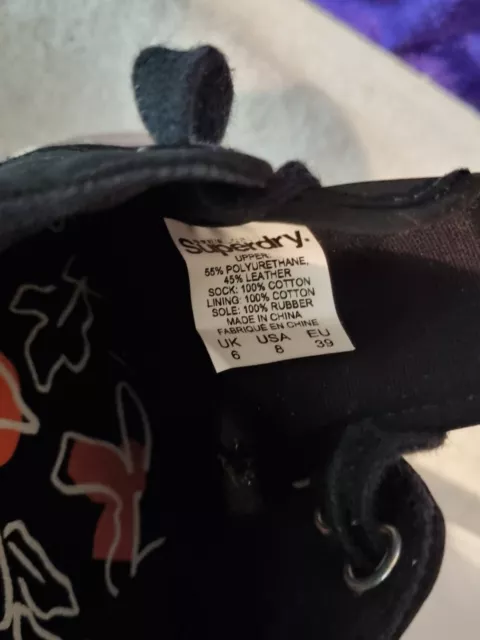 Superdry.
UPPER:
55% POLYURETHANE,
45% LEATHER
SOCK: 100% COTTON
LINING: 100% COTTON
SOLE: 100% RUBBER
MADE IN CHINA
FABRIQUÉ EN CHINE
UK USA EU
6 8 39